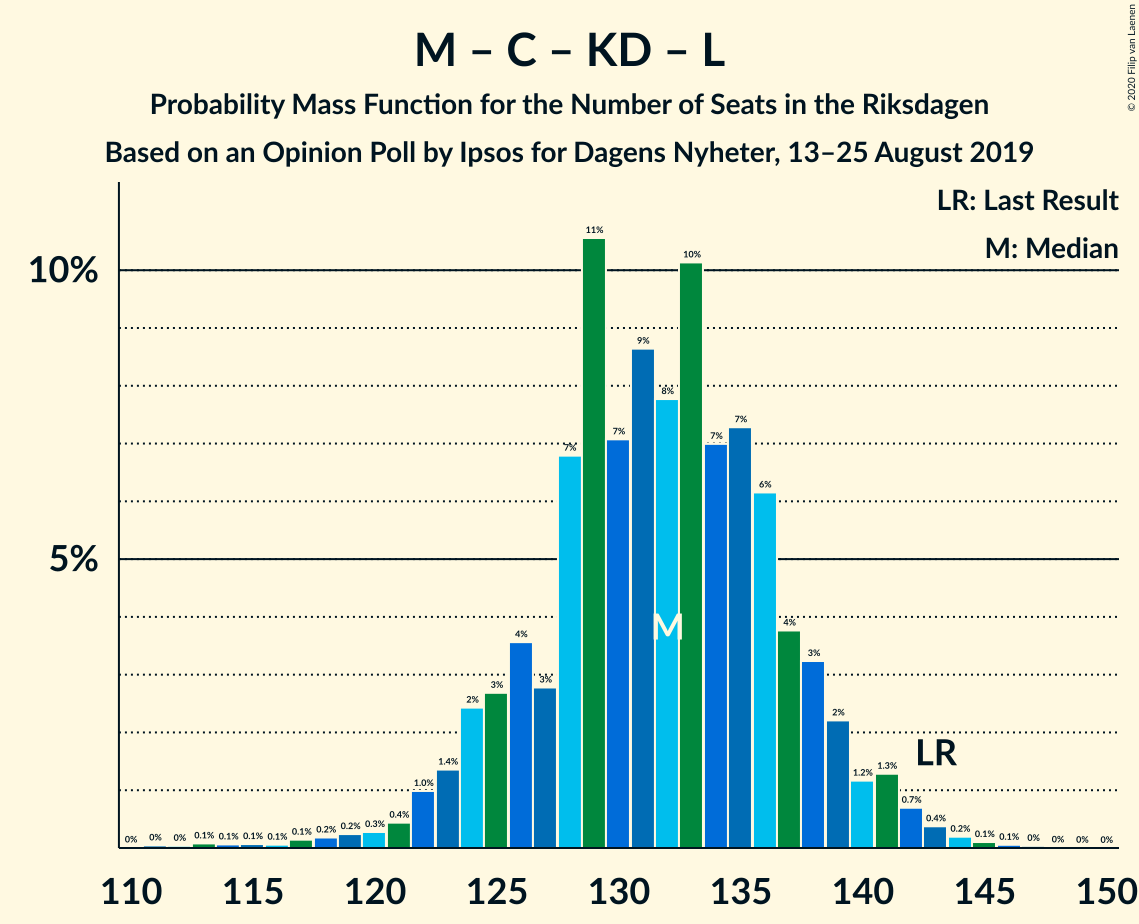 M – C – KD – L
Probability Mass Function for the Number of Seats in the Riksdagen
Based on an Opinion Poll by Ipsos for Dagens Nyheter, 13–25 August 2019
© 2020 Filip van Laenen
LR: Last Result
M: Median
10%
5%
0% 0% 0% 0.1% 0.1% 0.1% 0.1% 0.1% 0.2% 0.2% 0.3% 0.4% 1.0% 1.4% 2% 3% 4% 3% 7% 11% 7% 9% 8% 10% 7% 7% 6% 4% 3% 2% 1.2% 1.3% 0.7% 0.4% 0.2% 0.1% 0.1% 0% 0% 0% 0%
M
LR
110 115 120 125 130 135 140 145 150